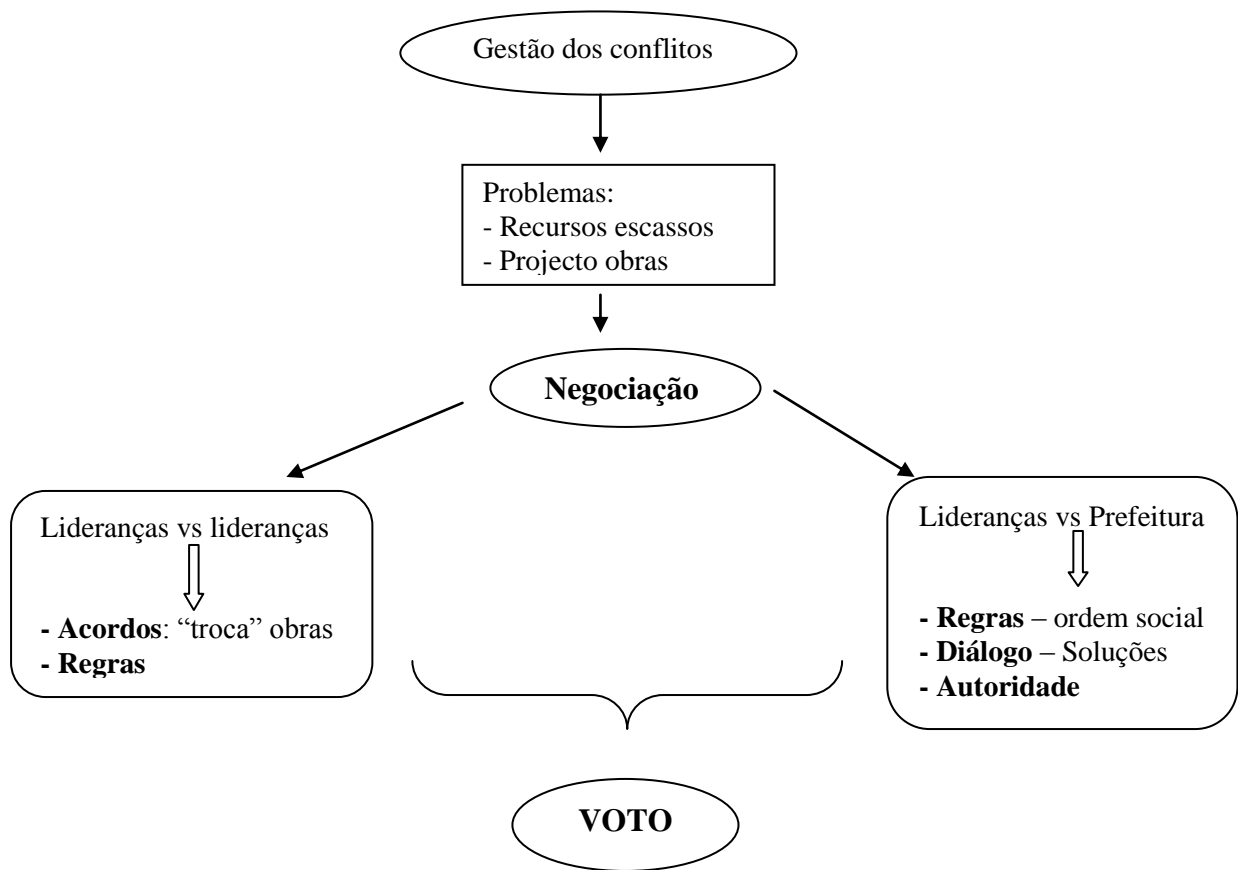 Gestão dos conflitos
Problemas:
- Recursos escassos
- Projecto obras
Negociação
Lideranças vs lideranças
- Acordos: “troca” obras
- Regras
Lideranças vs Prefeitura
- Regras – ordem social
- Diálogo – Soluções
- Autoridade
VOTO